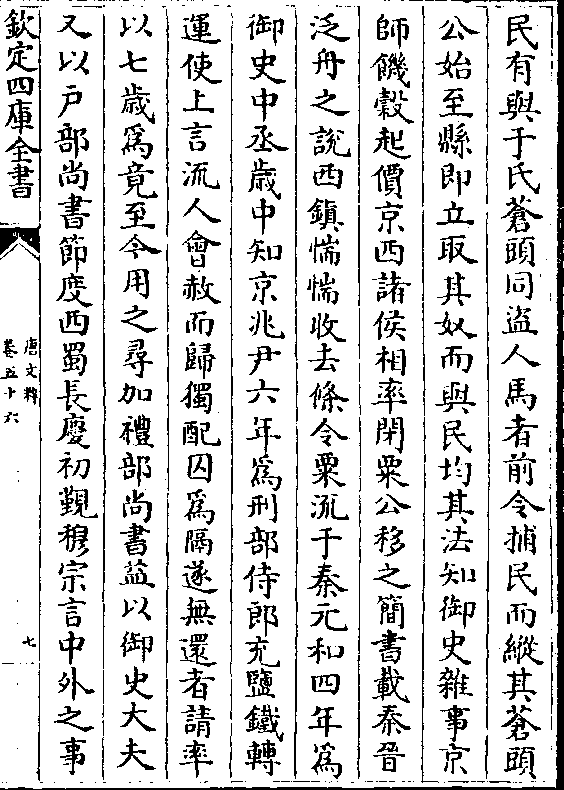 民有與于氏蒼頭同盜人馬者前令捕民而縱其蒼頭
公始至縣即立取其奴而與民均其法知御史雜事京
師饑穀起價京西諸侯相率閉粟公移之簡書載秦晉
泛舟之說西鎮惴惴收去條令粟流于秦元和四年為
御史中丞歲中知京兆尹六年為刑部侍郎充鹽鐵轉
運使上言流人㑹赦而歸獨配囚為隔遂無還者請率
以七歲為竟至今用之尋加禮部尚書益以御史大夫
又以户部尚書節度西蜀長慶初覲穆宗言中外之事
欽定四庫全書
唐文粹
卷五十六
七